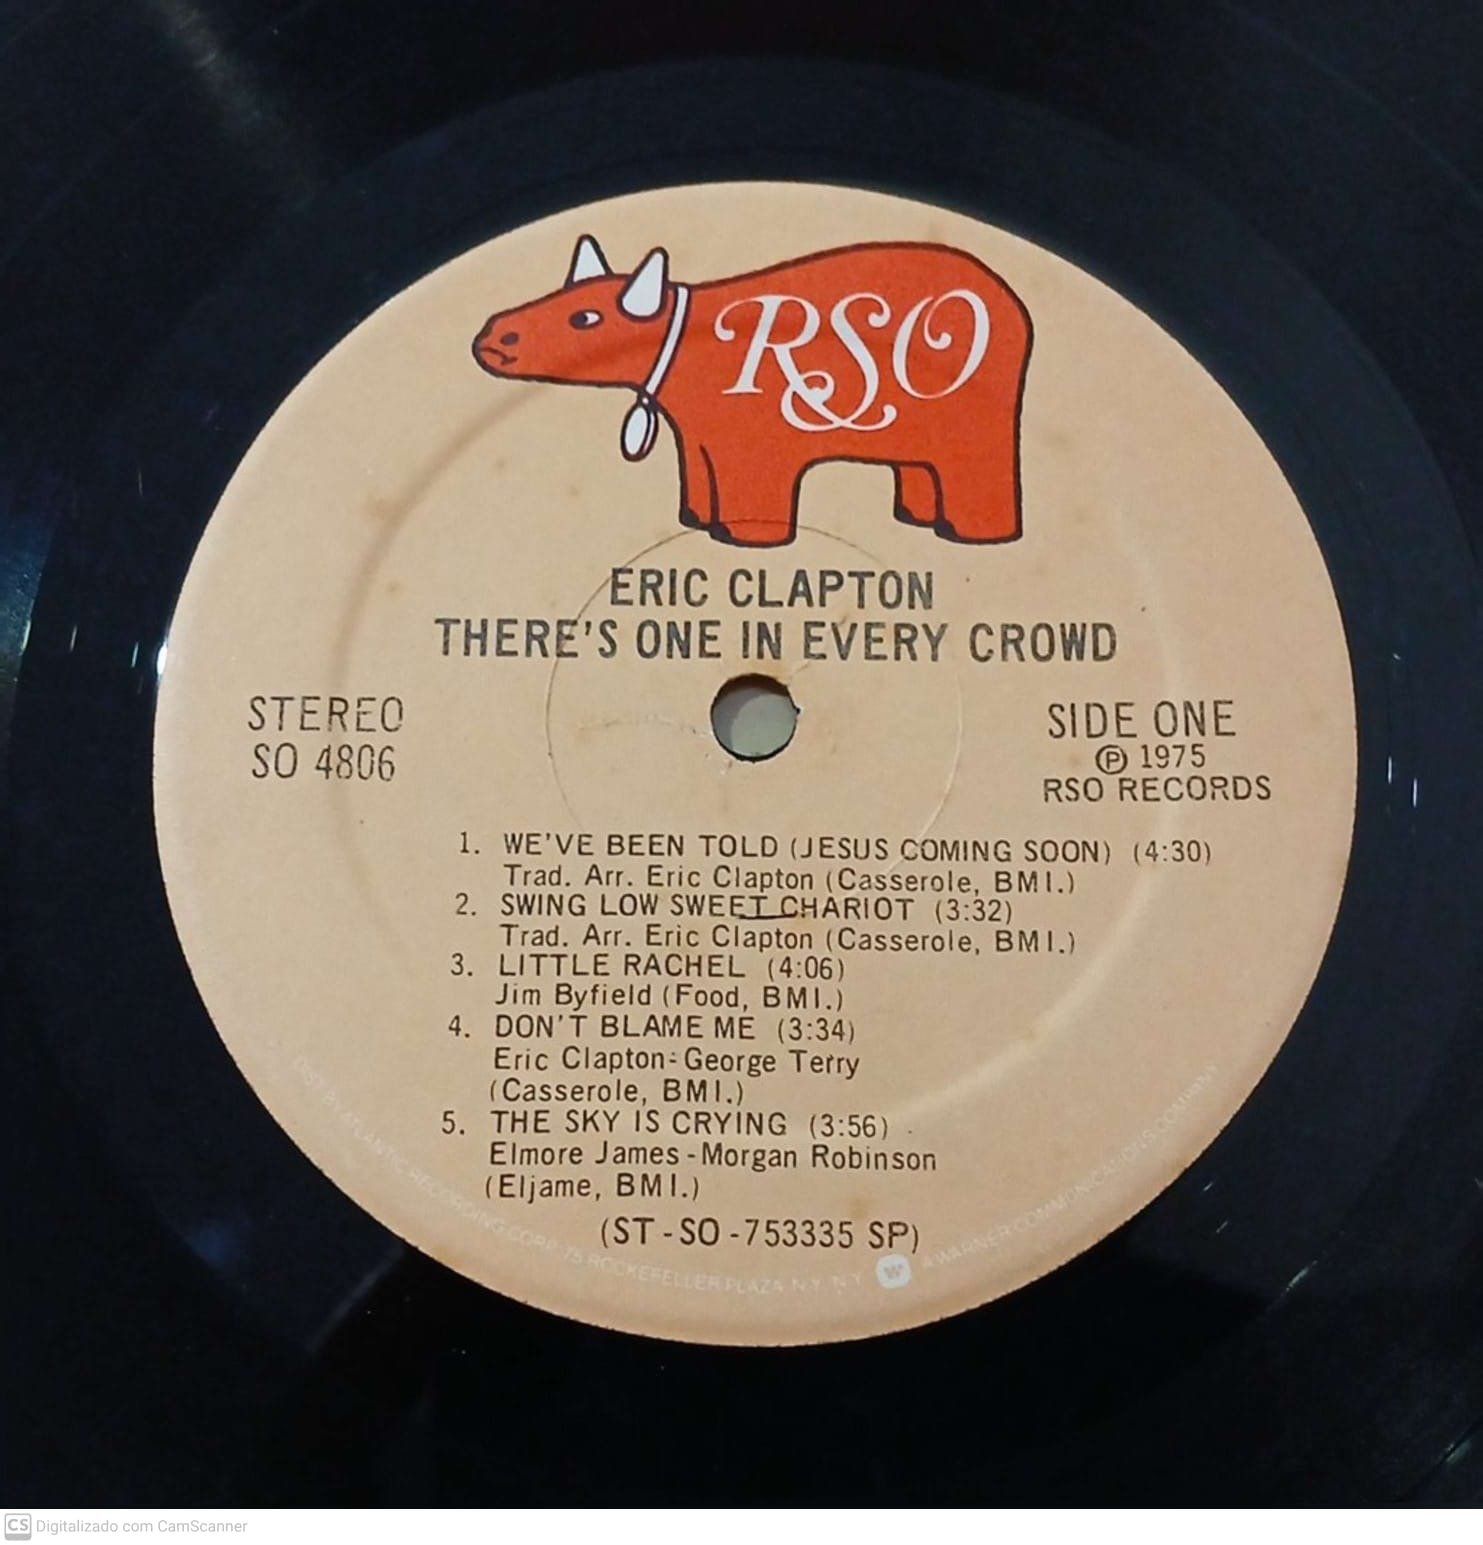 RSO
ERIC CLAPTON
THERE'S ONE IN EVERY CROWD
STEREO
SO 4806
SIDE ONE
℗ 1975
RSO RECORDS
1. WE'VE BEEN TOLD (JESUS COMING SOON) (4:30)
Trad. Arr. Eric Clapton (Casserole, BMI.)
2. SWING LOW SWEET CHARIOT (3:32)
Trad. Arr. Eric Clapton (Casserole, BMI.)
3. LITTLE RACHEL (4:06)
Jim Byfield (Food, BMI.)
4. DON'T BLAME ME (3:34)
Eric Clapton-George Terry
(Casserole, BMI.)
5. THE SKY IS CRYING (3:56)
Elmore James - Morgan Robinson
(Eljame, BMI.)
(ST-SO-753335 SP)
DIST. BY ATLANTIC RECORDING CORP. 75 ROCKEFELLER PLAZA, N.Y., N.Y. W A WARNER COMMUNICATIONS COMPANY
CS Digitalizado com CamScanner